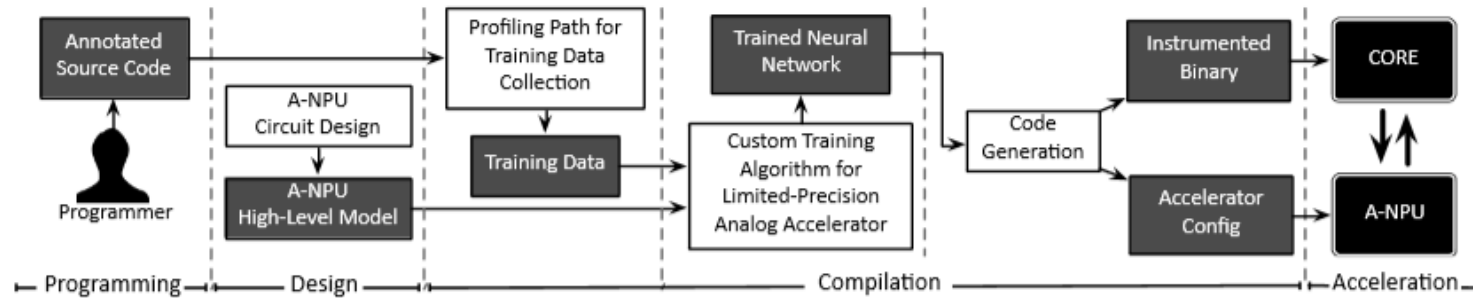 Annotated
Source Code
Programmer
A-NPU
Circuit Design
A-NPU
High-Level Model
Profiling Path for
Training Data
Collection
Training Data
Trained Neural
Network
Custom Training
Algorithm for
Limited-Precision
Analog Accelerator
Code
Generation
Instrumented
Binary
Accelerator
Config
CORE
A-NPU
Programming
Design
Compilation
Acceleration